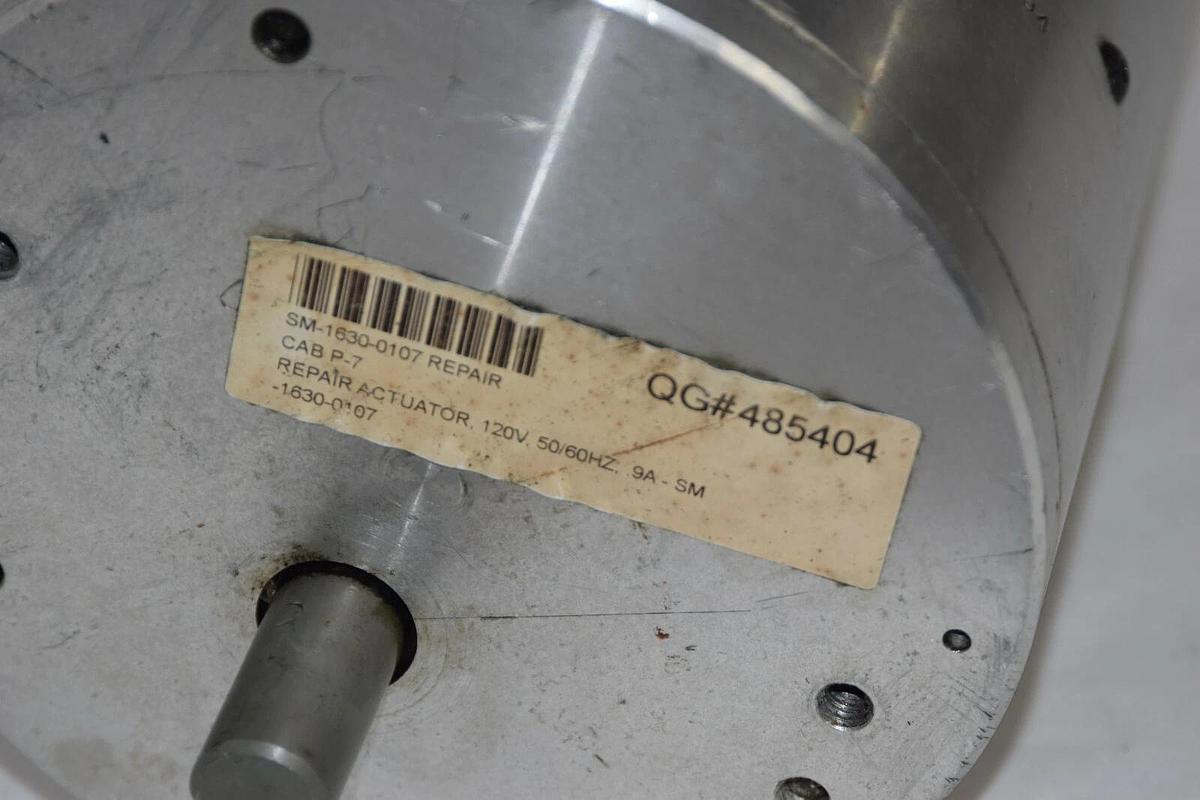 SM-1630-0107 REPAIR
CAB P-7
REPAIR ACTUATOR, 120V, 50/60HZ, .9A - SM
-1630-0107
QG#485404